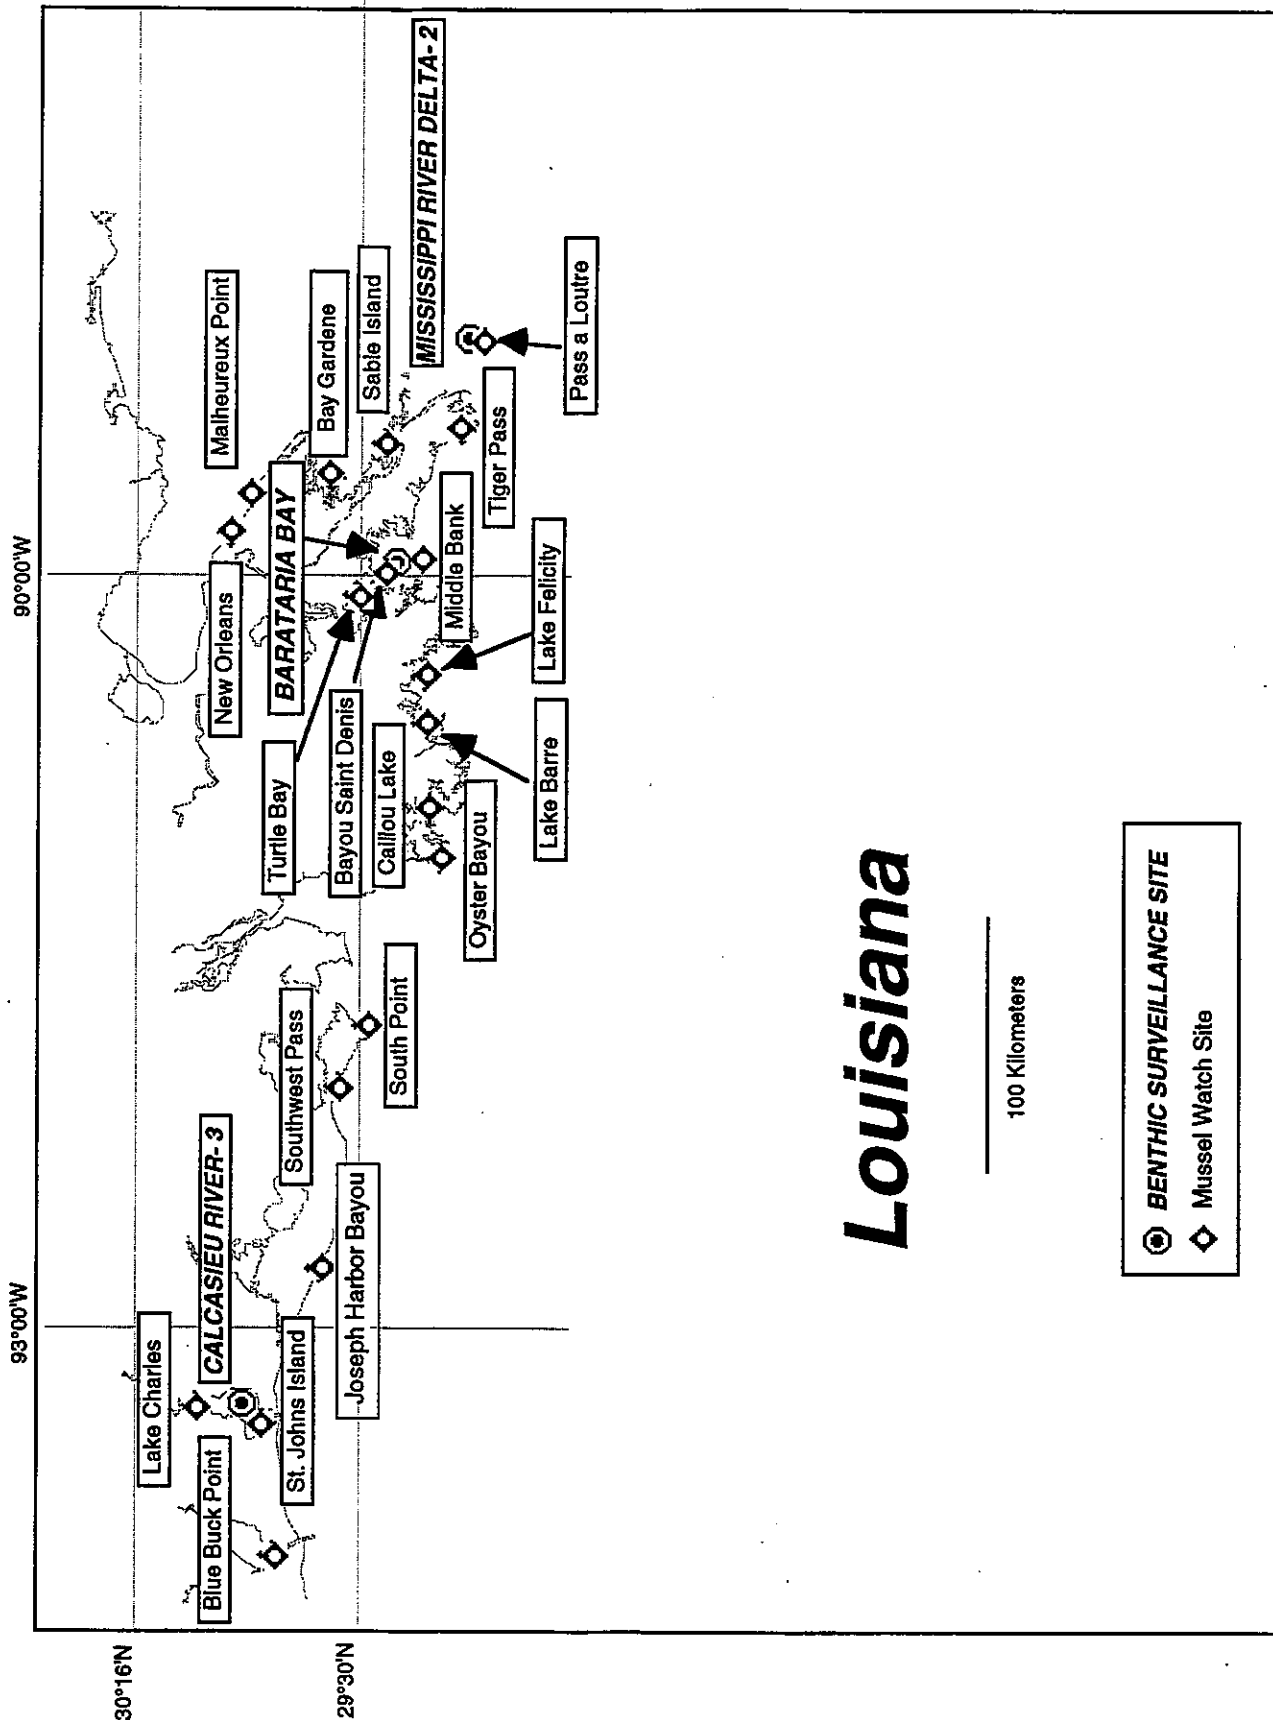 93°00'W
90°00'W
30°16'N
29°30'N
Lake Charles
Blue Buck Point
CALCASIEU RIVER- 3
St. Johns Island
Joseph Harbor Bayou
Southwest Pass
South Point
Turtle Bay
Bayou Saint Denis
Caillou Lake
Oyster Bayou
New Orleans
BARATARIA BAY
Malheureux Point
Bay Gardene
Sable Island
MISSISSIPPI RIVER DELTA- 2
Middle Bank
Tiger Pass
Lake Felicity
Lake Barre
Pass a Loutre
Louisiana
100 Kilometers
BENTHIC SURVEILLANCE SITE
Mussel Watch Site